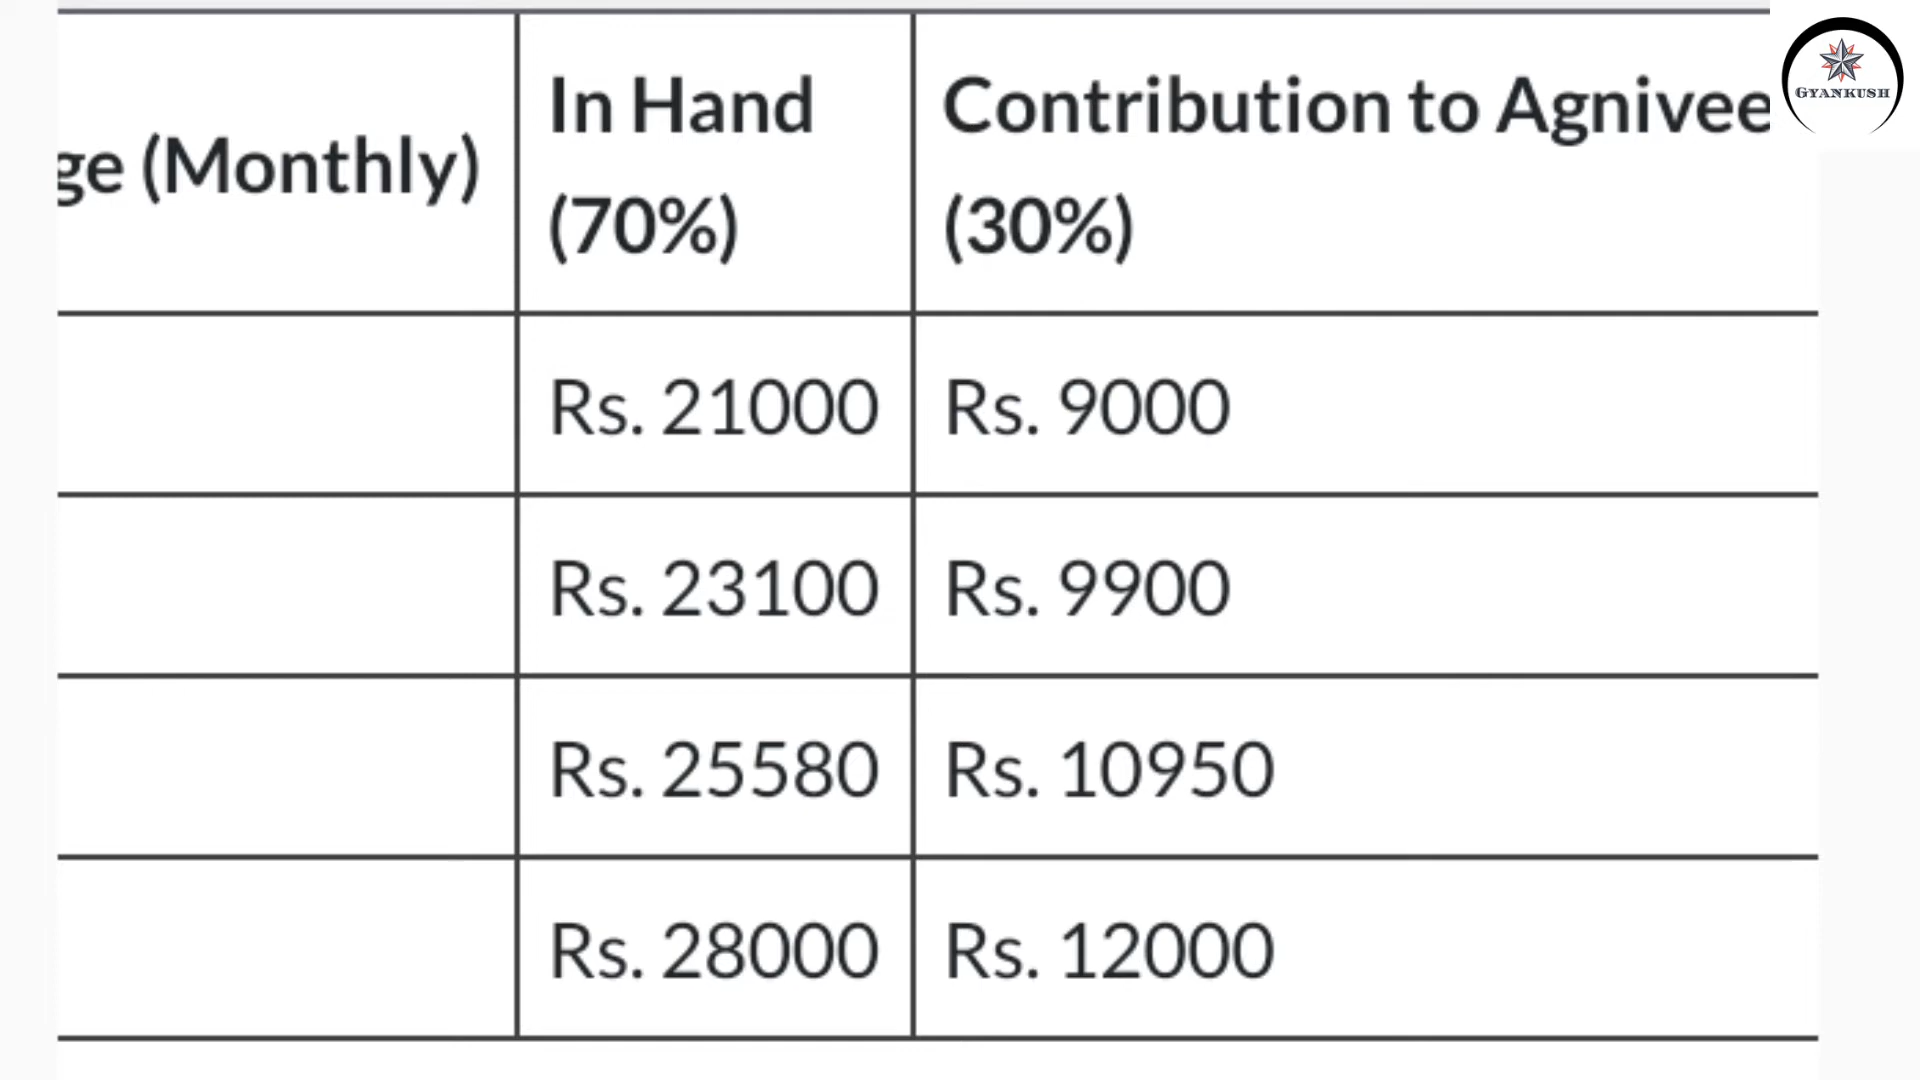 ge (Monthly)
In Hand
(70%)
Contribution to Agnivee
(30%)
GYANKUSH
Rs. 21000 Rs. 9000
Rs. 23100 Rs. 9900
Rs. 25580 Rs. 10950
Rs. 28000 Rs. 12000